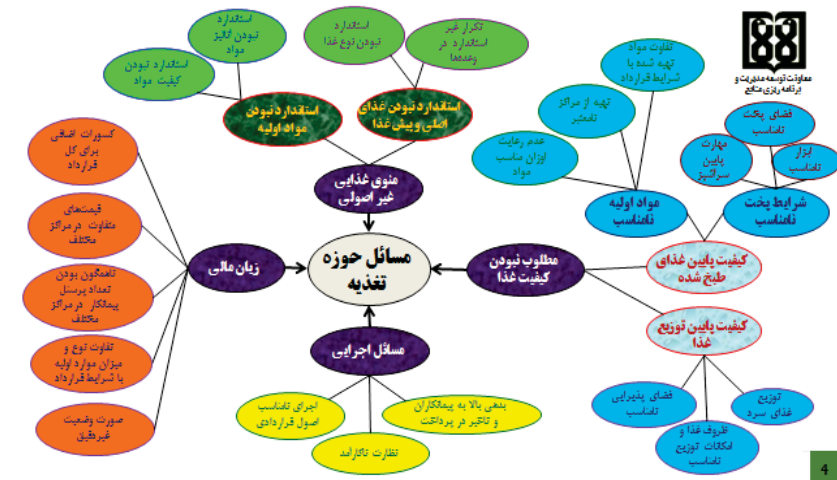 معاونت توسعه مدیریت و
برنامه ریزی منابع
استاندارد
نبودن آنالیز
مواد
استاندارد نبودن
کیفیت مواد
استاندارد
نبودن نوع غذا
تکرار غیر
استاندارد در
وعده‌ها
استاندارد نبودن
مواد اولیه
استاندارد نبودن غذای
اصلی و پیش غذا
منوی غذایی
غیر اصولی
تفاوت مواد
تهیه شده با
شرایط قرارداد
تهیه از مراکز
نامعتبر
عدم رعایت
اوزان مناسب
مواد
فضای پخت
نامناسب
مهارت
پایین
سرآشپز
ابزار
نامناسب
مواد اولیه
نامناسب
شرایط پخت
نامناسب
کسورات اضافی
برای کل
قرارداد
قیمت‌های
متفاوت در مراکز
مختلف
ناهمگون بودن
تعداد پرسنل
پیمانکار در مراکز
مختلف
تفاوت نوع و
میزان موارد اولیه
با شرایط قرارداد
صورت وضعیت
غیردقیق
زیان مالی
مسائل حوزه
تغذیه
مطلوب نبودن
کیفیت غذا
کیفیت پایین غذای
طبخ شده
کیفیت پایین توزیع
غذا
مسائل اجرایی
اجرای نامناسب
اصول قراردادی
بدهی بالا به پیمانکاران
و تاخیر در پرداخت
نظارت ناکارآمد
فضای پذیرایی
نامناسب
توزیع
غذای سرد
ظروف غذا و
امکانات توزیع
نامناسب
4